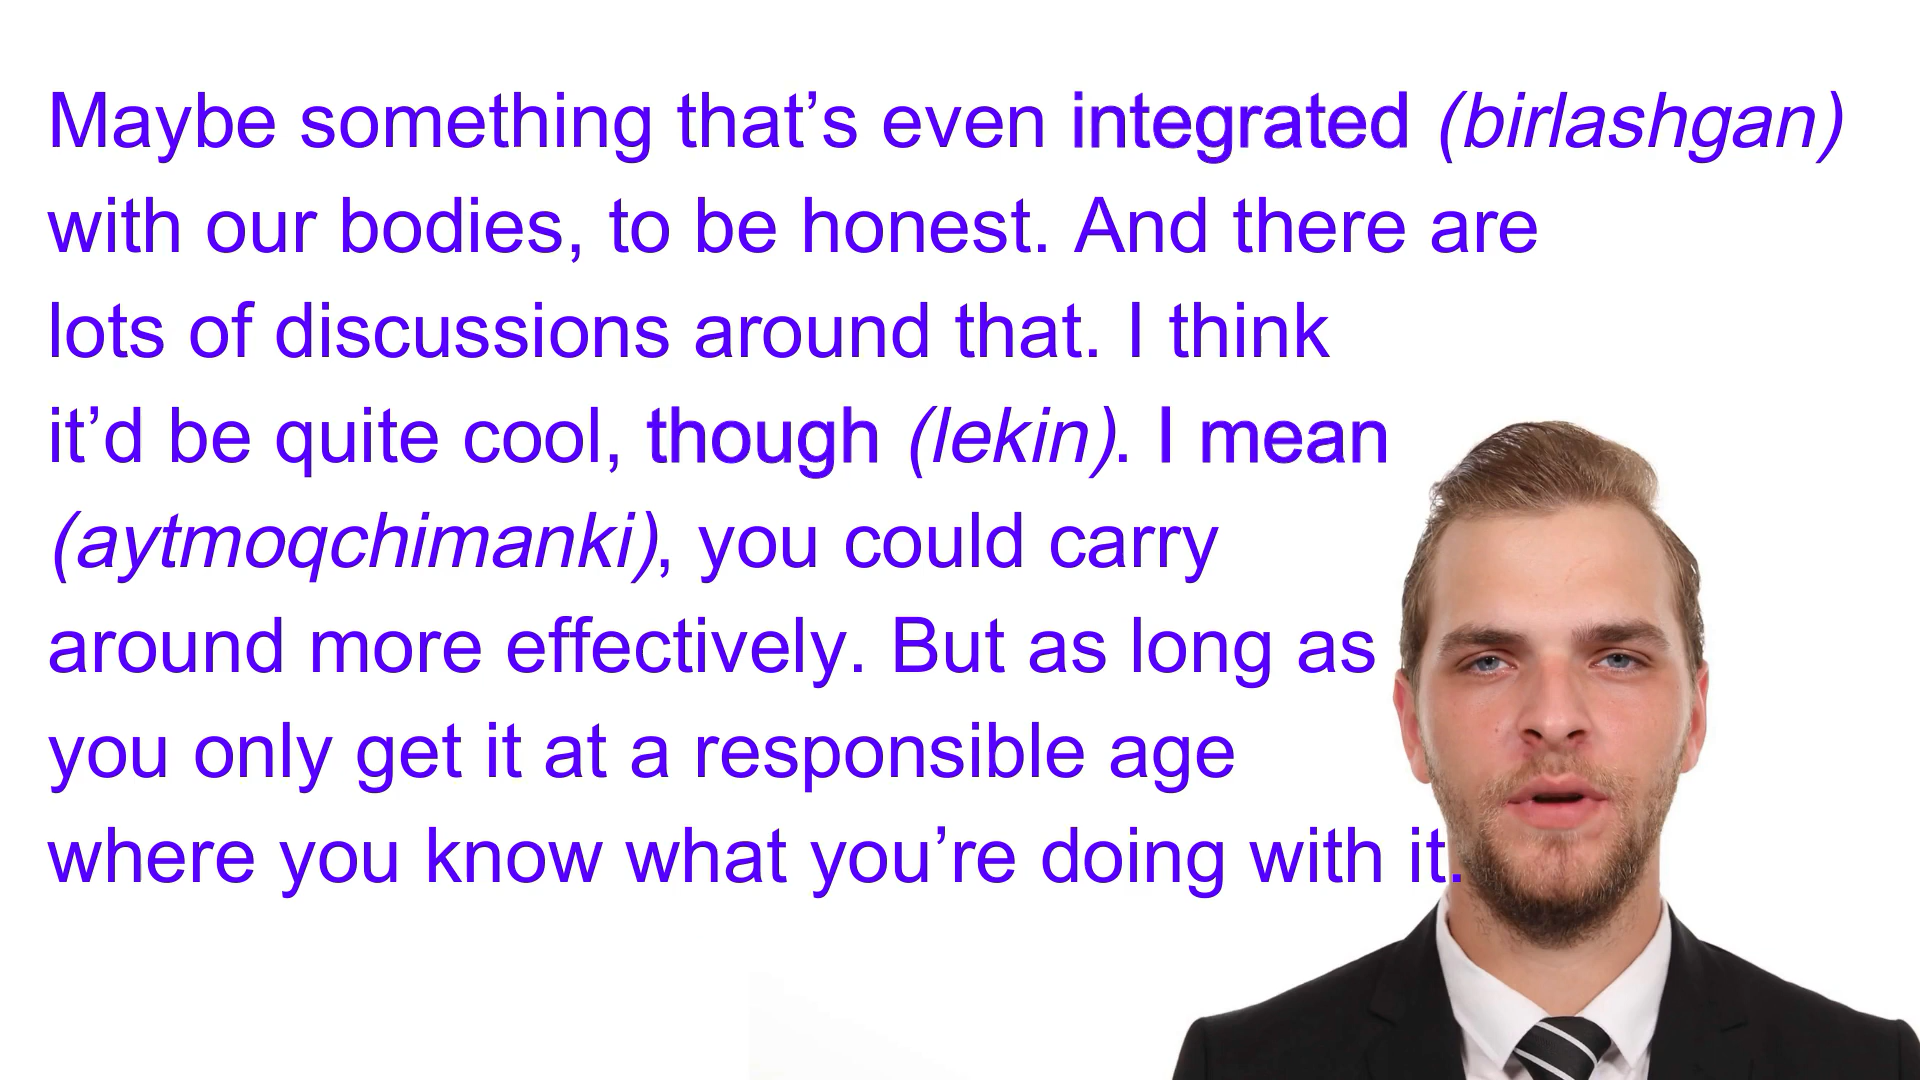 Maybe something that’s even integrated (birlashgan)
with our bodies, to be honest. And there are
lots of discussions around that. I think
it’d be quite cool, though (lekin). I mean
(aytmoqchimanki), you could carry
around more effectively. But as long as
you only get it at a responsible age
where you know what you’re doing with it.